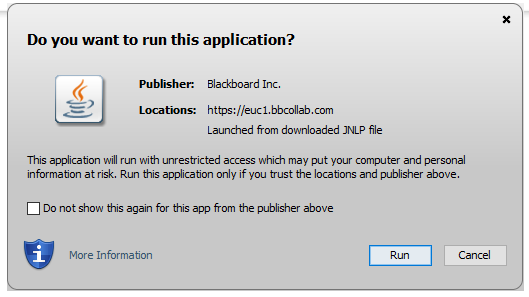 Do you want to run this application?
Publisher: Blackboard Inc.
Locations: https://euc1.bbcollab.com
Launched from downloaded JNLP file
This application will run with unrestricted access which may put your computer and personal
information at risk. Run this application only if you trust the locations and publisher above.
Do not show this again for this app from the publisher above
More Information
Run Cancel